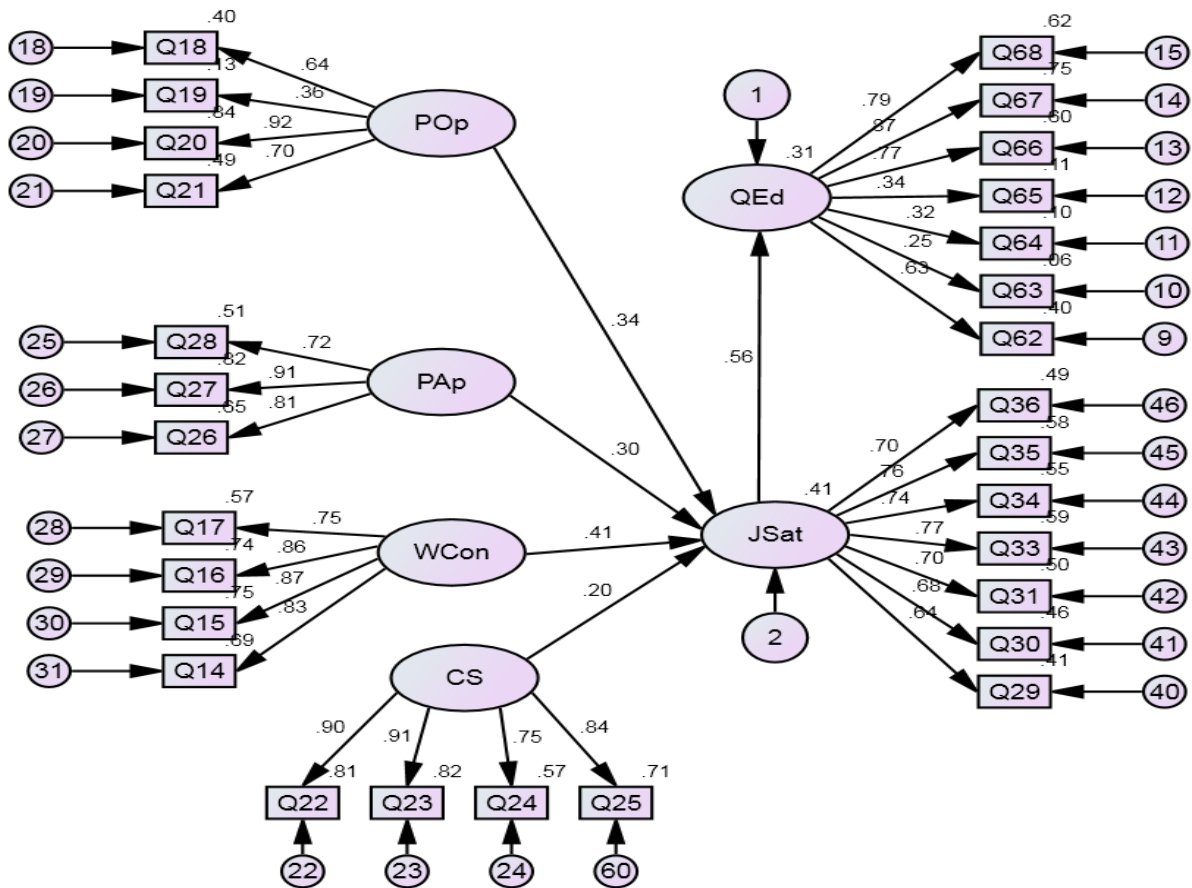 .40
18
Q18
.13
.64
19
Q19
.36
.84
20
Q20
.92
.49
.70
21
Q21
POp
.51
25
Q28
.72
.82
26
Q27
.91
.65
.81
27
Q26
PAp
.57
28
Q17
.75
.74
29
Q16
.86
.75
.87
30
Q15
.83
.69
31
Q14
WCon
CS
.90
.91
.75
.84
.81
.82
.57
.71
Q22
Q23
Q24
Q25
22
23
24
60
.34
.30
.41
.20
.56
1
.31
QEd
.62
Q68
15
.79
.75
Q67
14
.87
.60
Q66
13
.77
.11
Q65
12
.34
.10
Q64
11
.32
.06
Q63
10
.25
.40
Q62
9
.63
.41
JSat
2
.49
Q36
46
.70
.58
Q35
45
.76
.55
Q34
44
.74
.59
Q33
43
.77
.50
Q31
42
.70
.46
Q30
41
.68
.41
Q29
40
.64